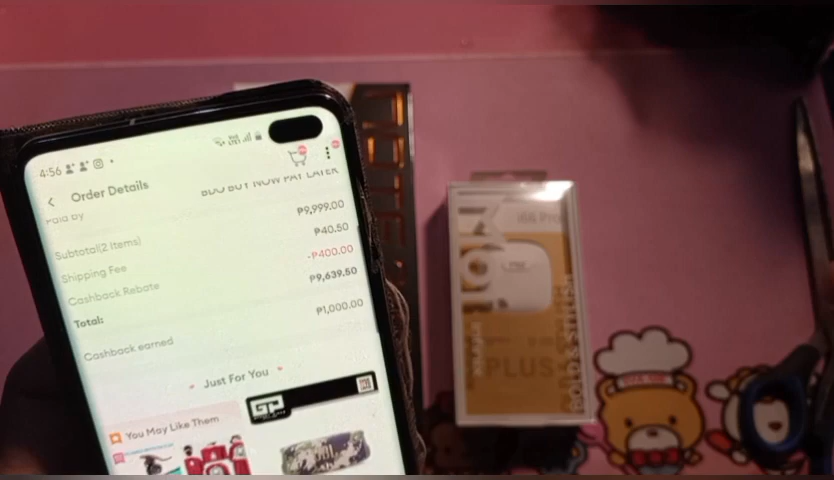 4:56
Order Details
Paid by BDO BUY NOW PAY LATER
Subtotal(2 Items) ₱9,999.00
Shipping Fee ₱40.50
Cashback Rebate -₱400.00
Total: ₱9,639.50
Cashback earned ₱1,000.00
Just For You
You May Like Them
i66 Pro
PLUS+